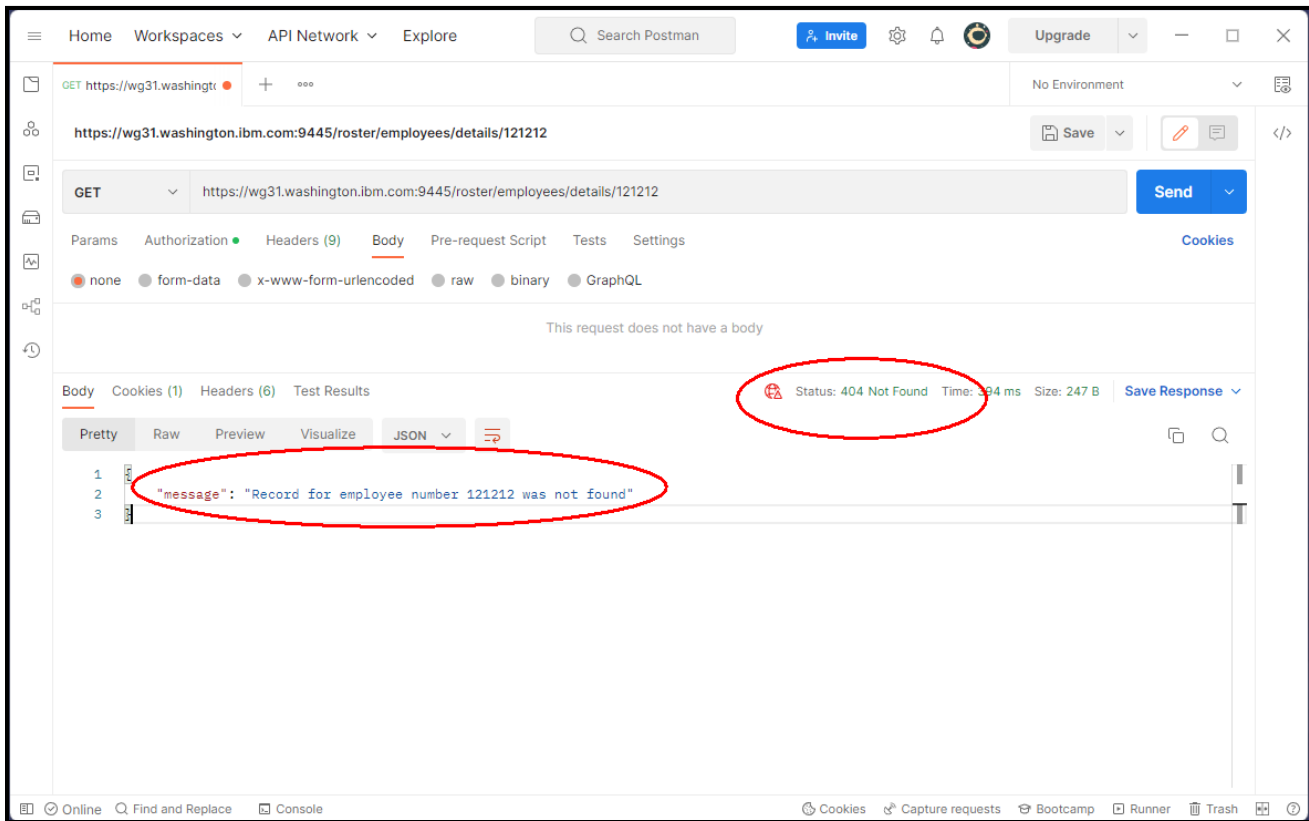 Home Workspaces API Network Explore Search Postman Invite Upgrade
GET https://wg31.washingto No Environment
https://wg31.washington.ibm.com:9445/roster/employees/details/121212 Save
GET https://wg31.washington.ibm.com:9445/roster/employees/details/121212 Send
Params Authorization Headers (9) Body Pre-request Script Tests Settings Cookies
none form-data x-www-form-urlencoded raw binary GraphQL
This request does not have a body
Body Cookies (1) Headers (6) Test Results Status: 404 Not Found Time: 394 ms Size: 247 B Save Response
Pretty Raw Preview Visualize JSON
1 {
2 "message": "Record for employee number 121212 was not found"
3 }
Online Find and Replace Console Cookies Capture requests Bootcamp Runner Trash